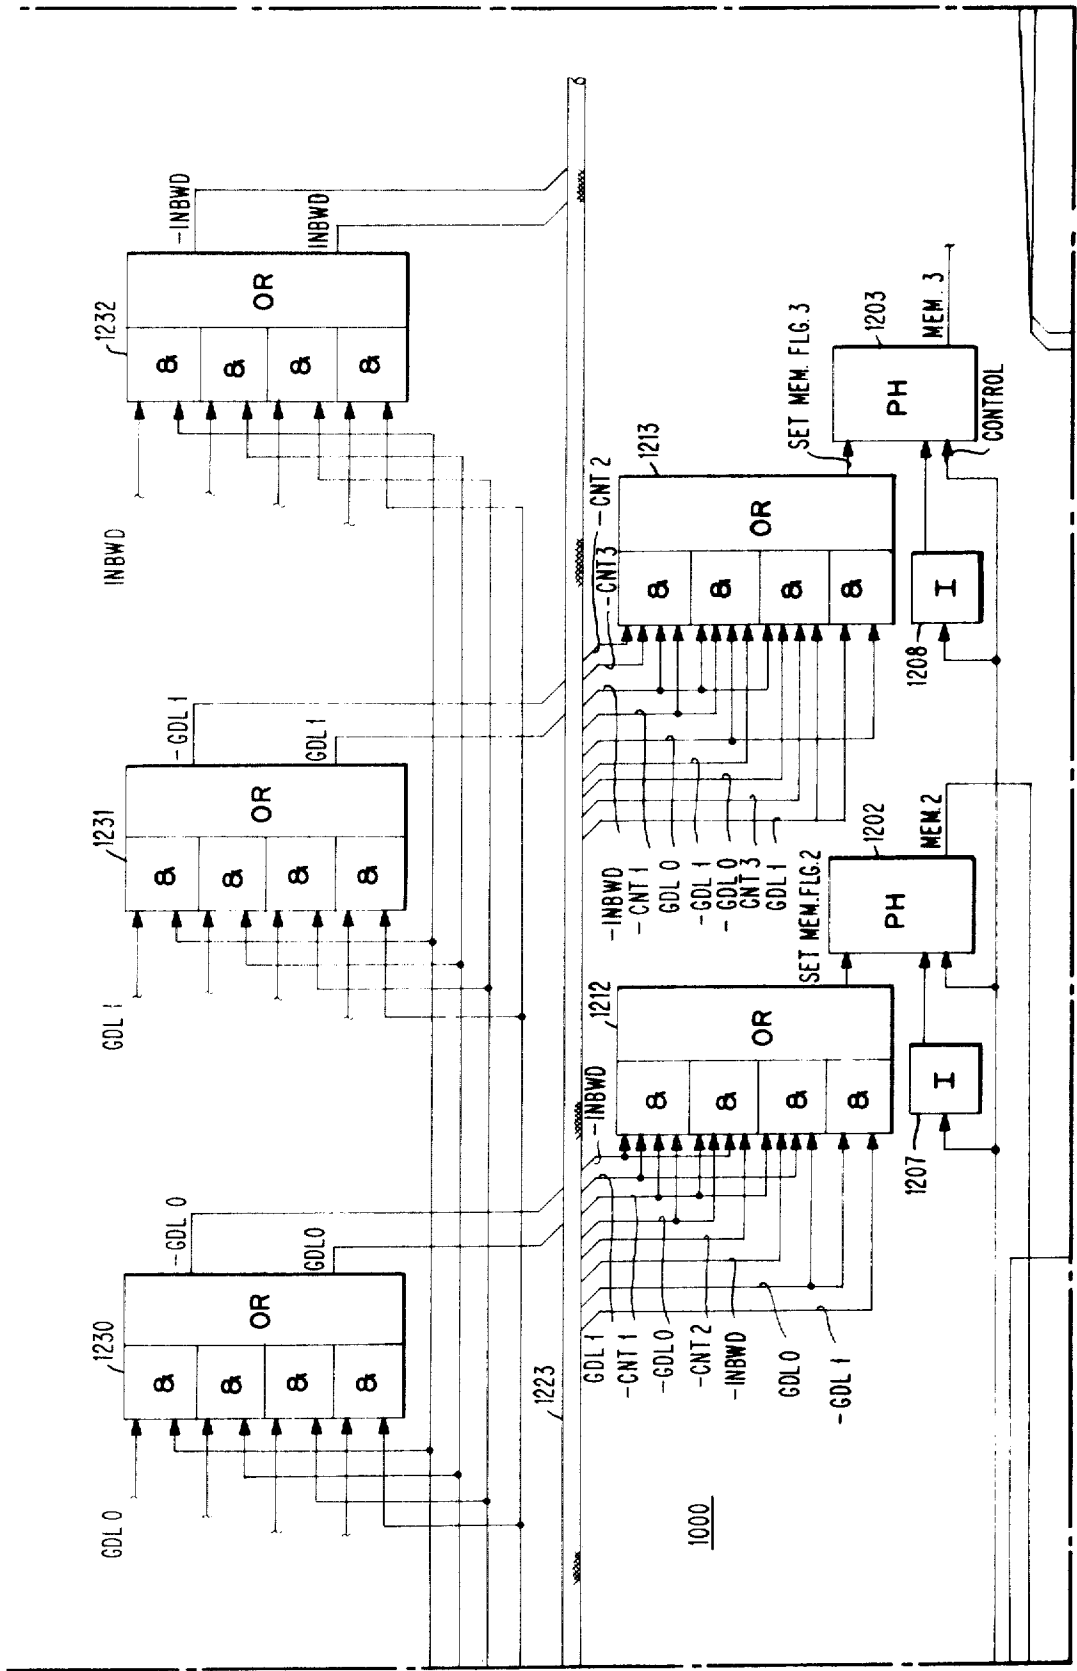 GDL 0
1230
&
&
&
&
OR
-GDL 0
GDL0
GDL 1
1231
&
&
&
&
OR
-GDL 1
GDL 1
INBWD
1232
&
&
&
&
OR
-INBWD
INBWD
1223
GDL 1
-CNT 1
-GDL 0
-CNT 2
-INBWD
GDL 0
-GDL 1
-INBWD
1212
&
&
&
&
OR
SET MEM.FLG.2
1207
I
PH
1202
MEM.2
-INBWD
-CNT 1
GDL 0
-GDL 1
-GDL 0
CNT 3
GDL 1
-CNT3
-CNT 2
1213
&
&
&
&
OR
SET MEM. FLG. 3
1208
I
PH
1203
MEM. 3
CONTROL
1000